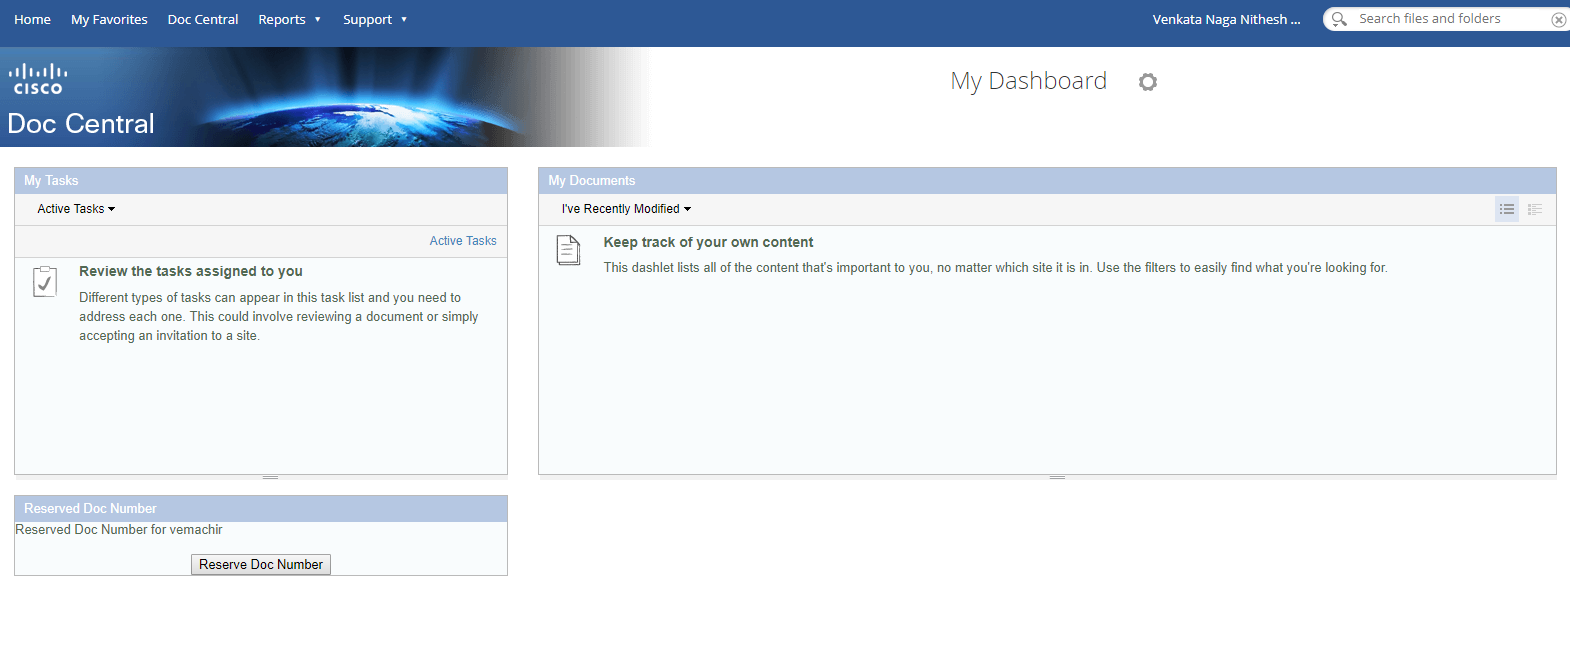 Home My Favorites Doc Central Reports Support Venkata Naga Nithesh ... Search files and folders
CISCO
Doc Central
My Dashboard
My Tasks
Active Tasks
Active Tasks
Review the tasks assigned to you
Different types of tasks can appear in this task list and you need to
address each one. This could involve reviewing a document or simply
accepting an invitation to a site.
My Documents
I've Recently Modified
Keep track of your own content
This dashlet lists all of the content that's important to you, no matter which site it is in. Use the filters to easily find what you're looking for.
Reserved Doc Number
Reserved Doc Number for vemachir
Reserve Doc Number